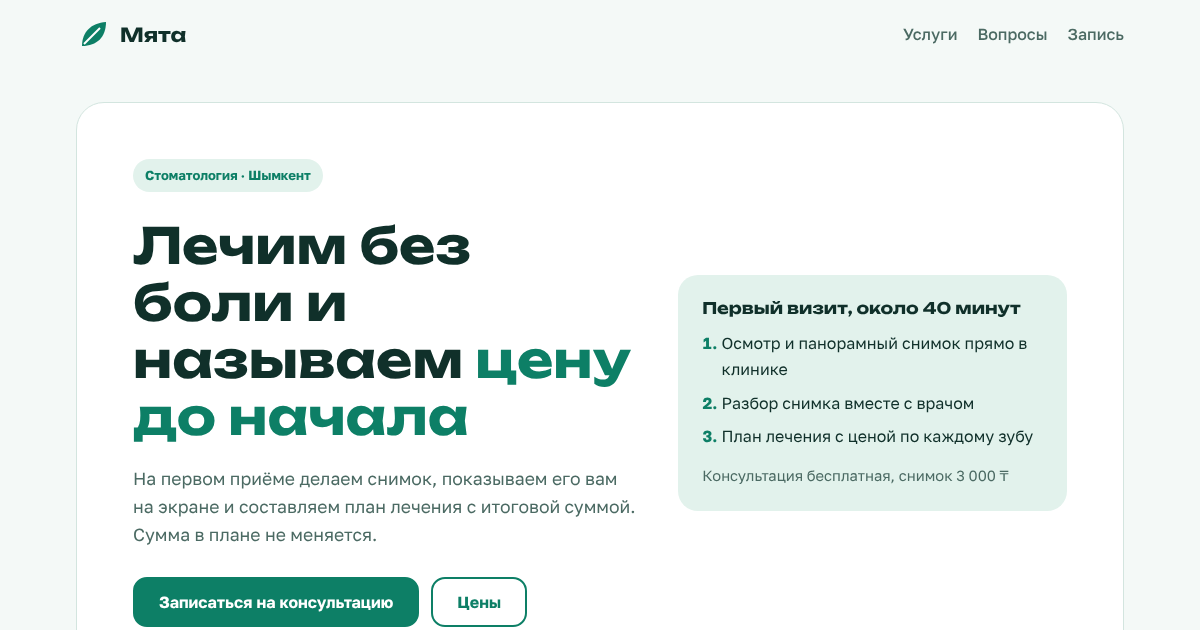 Мята
Услуги
Вопросы
Запись
Стоматология · Шымкент
Лечим без
боли и
называем цену
до начала
На первом приёме делаем снимок, показываем его вам
на экране и составляем план лечения с итоговой суммой.
Сумма в плане не меняется.
Записаться на консультацию
Цены
Первый визит, около 40 минут
1. Осмотр и панорамный снимок прямо в
клинике
2. Разбор снимка вместе с врачом
3. План лечения с ценой по каждому зубу
Консультация бесплатная, снимок 3 000 ₸